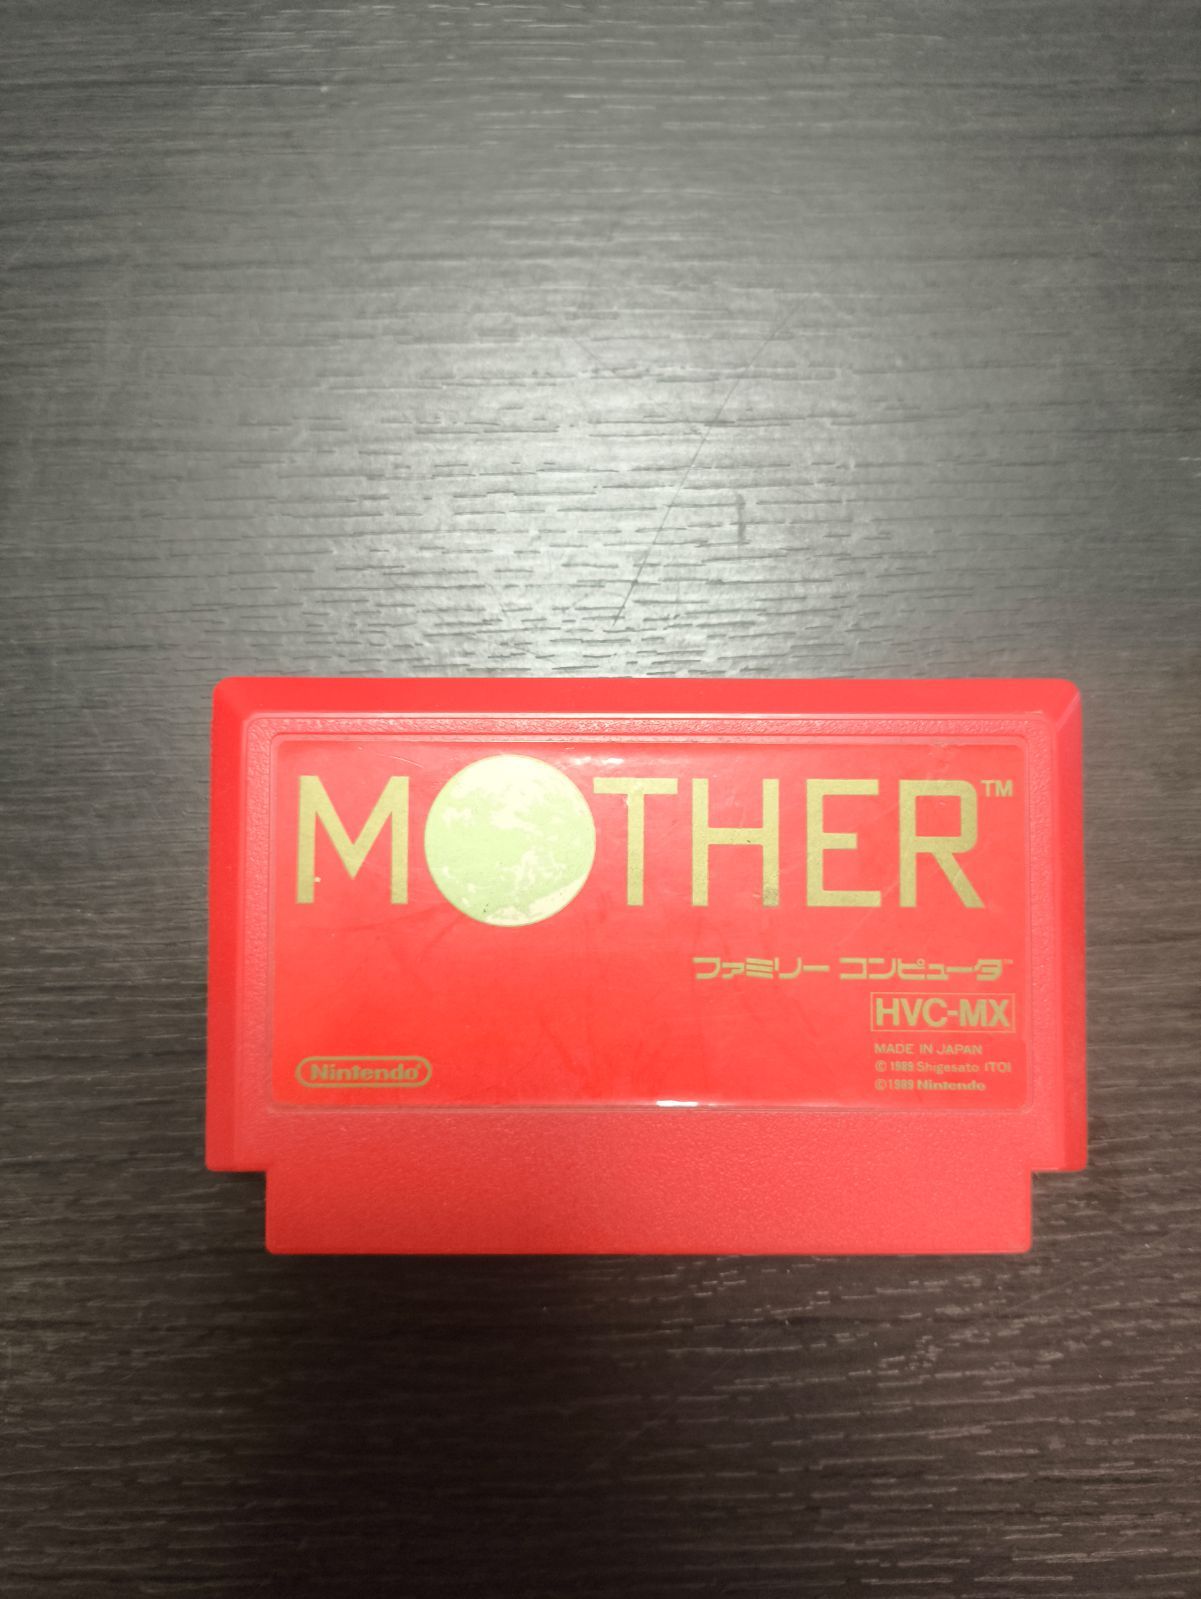 MOTHER™
ファミリー コンピュータ™
HVC-MX
MADE IN JAPAN
© 1989 Shigesato ITOI
© 1989 Nintendo
Nintendo®